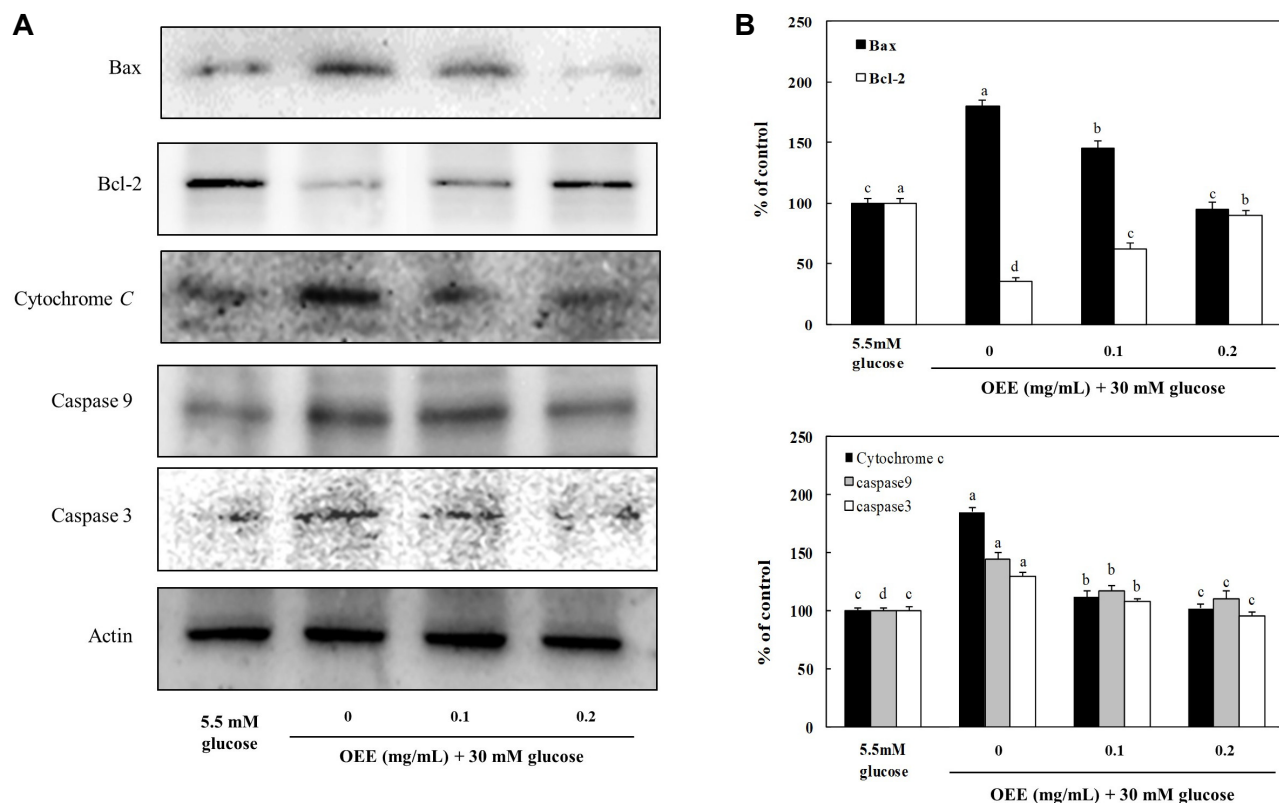 A
Bax
Bcl-2
Cytochrome C
Caspase 9
Caspase 3
Actin
5.5 mM
glucose
0
0.1
0.2
OEE (mg/mL) + 30 mM glucose
B
250
200
150
100
50
0
% of control
Bax
Bcl-2
c
a
a
d
b
c
c
b
5.5mM
glucose
0
0.1
0.2
OEE (mg/mL) + 30 mM glucose
250
200
150
100
50
0
% of control
Cytochrome c
caspase9
caspase3
c
d
c
a
a
a
b
b
b
c
c
c
5.5mM
glucose
0
0.1
0.2
OEE (mg/mL) + 30 mM glucose